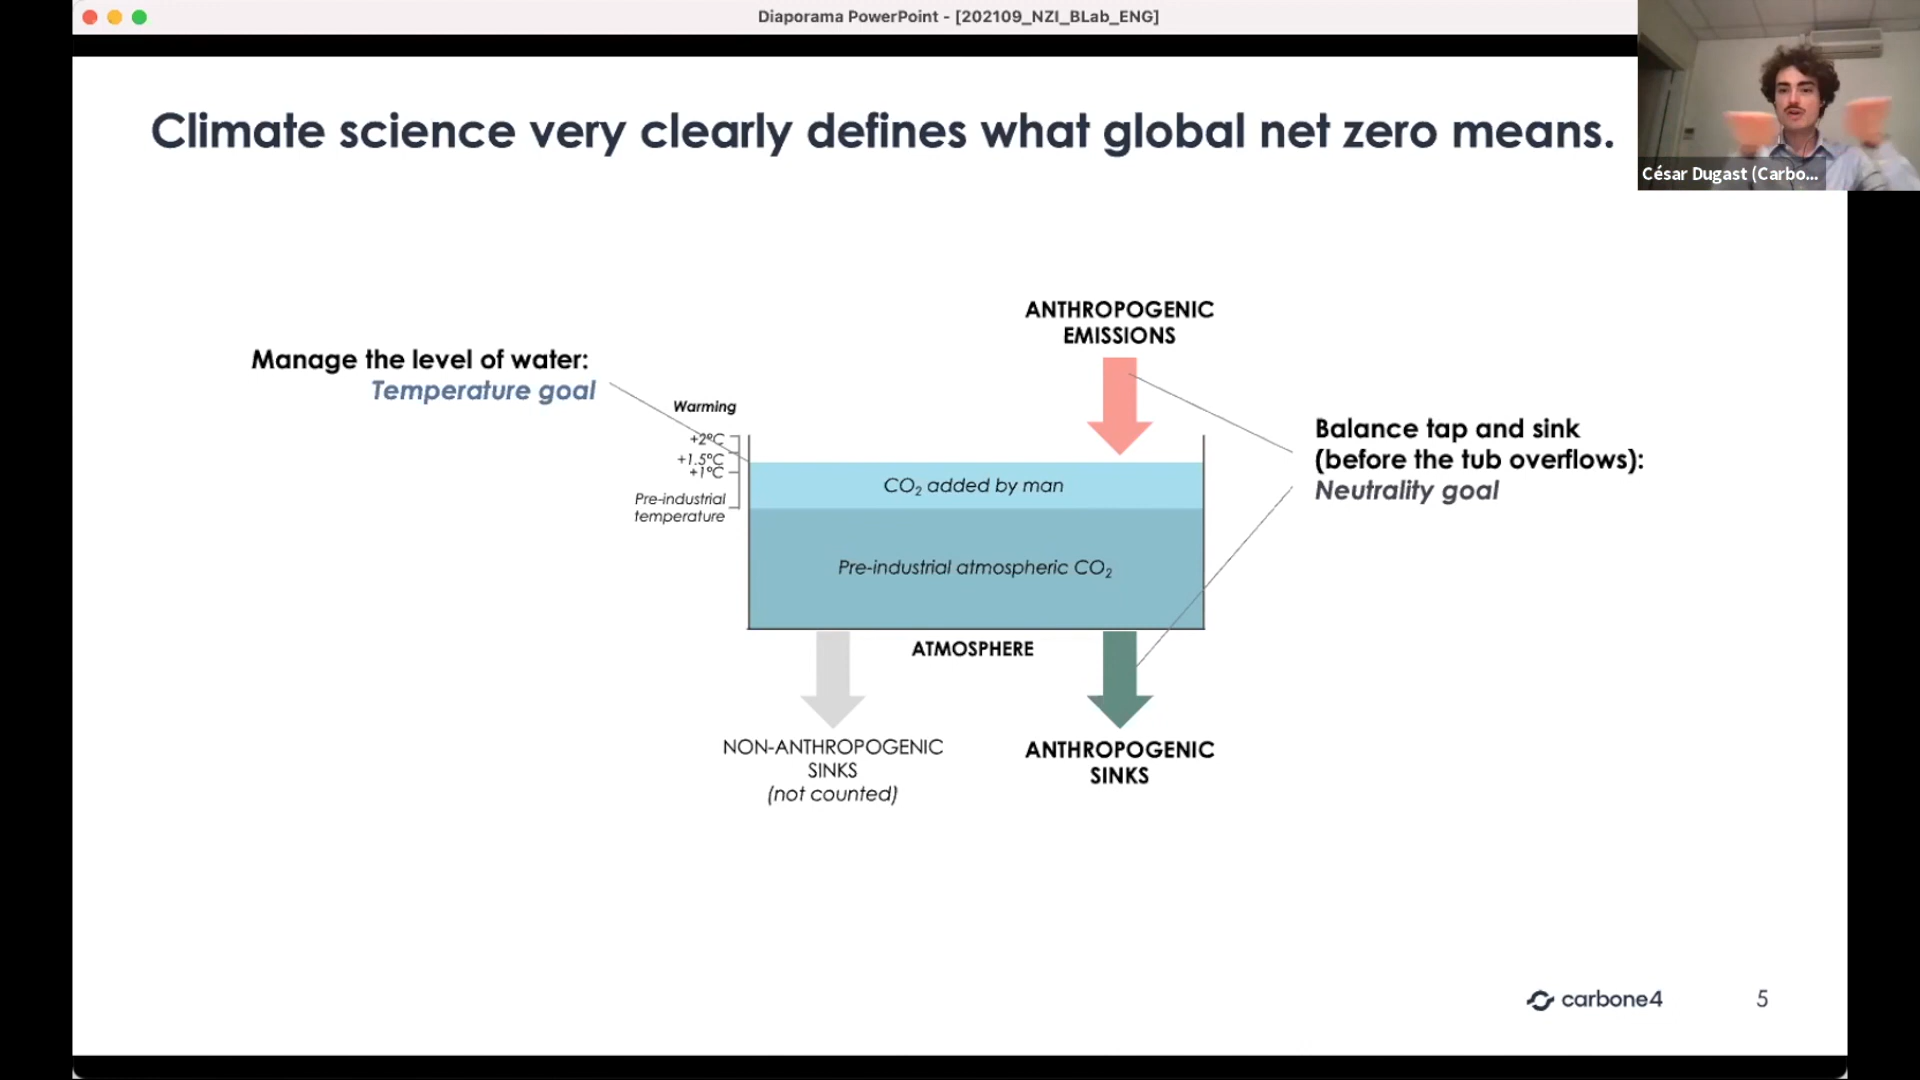 Diaporama PowerPoint - [202109_NZI_BLab_ENG]
Climate science very clearly defines what global net zero means.
César Dugast (Carbo...
ANTHROPOGENIC
EMISSIONS
Manage the level of water:
Temperature goal
Warming
+2°C
+1.5°C
+1°C
Pre-industrial
temperature
CO₂ added by man
Pre-industrial atmospheric CO₂
Balance tap and sink
(before the tub overflows):
Neutrality goal
ATMOSPHERE
NON-ANTHROPOGENIC
SINKS
(not counted)
ANTHROPOGENIC
SINKS
carbone4
5